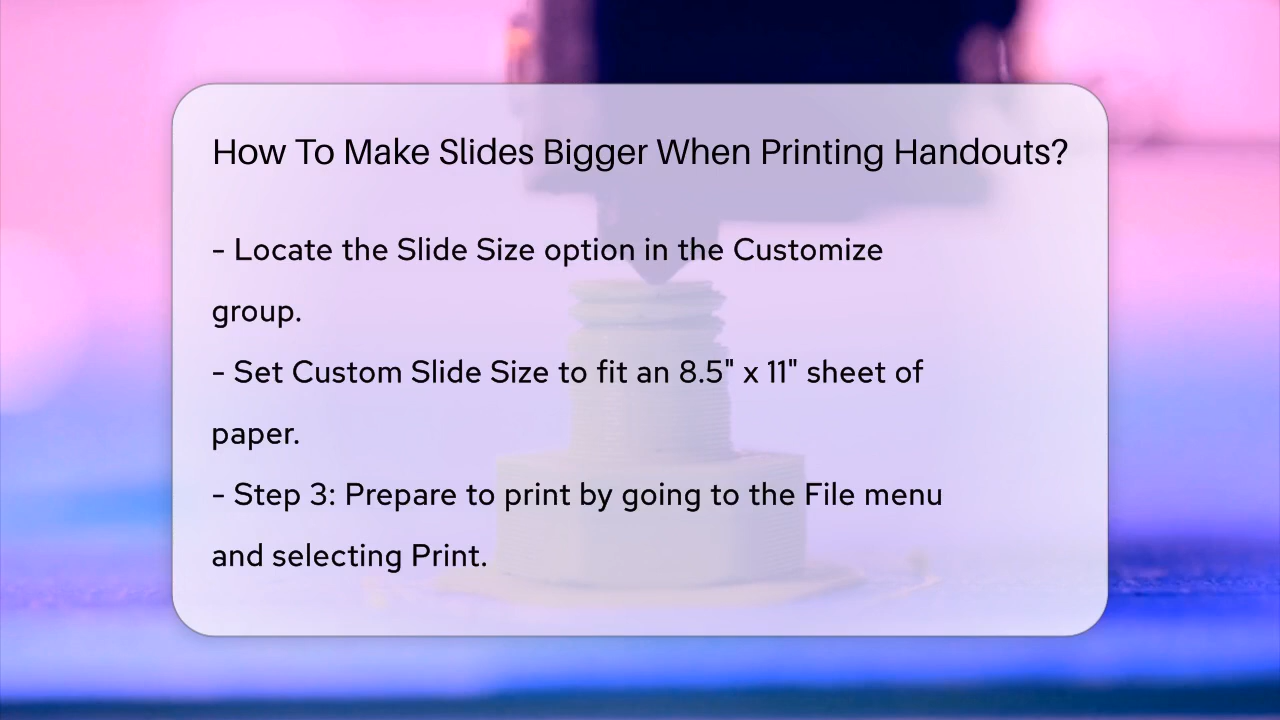 How To Make Slides Bigger When Printing Handouts?
- Locate the Slide Size option in the Customize
group.
- Set Custom Slide Size to fit an 8.5" x 11" sheet of
paper.
- Step 3: Prepare to print by going to the File menu
and selecting Print.